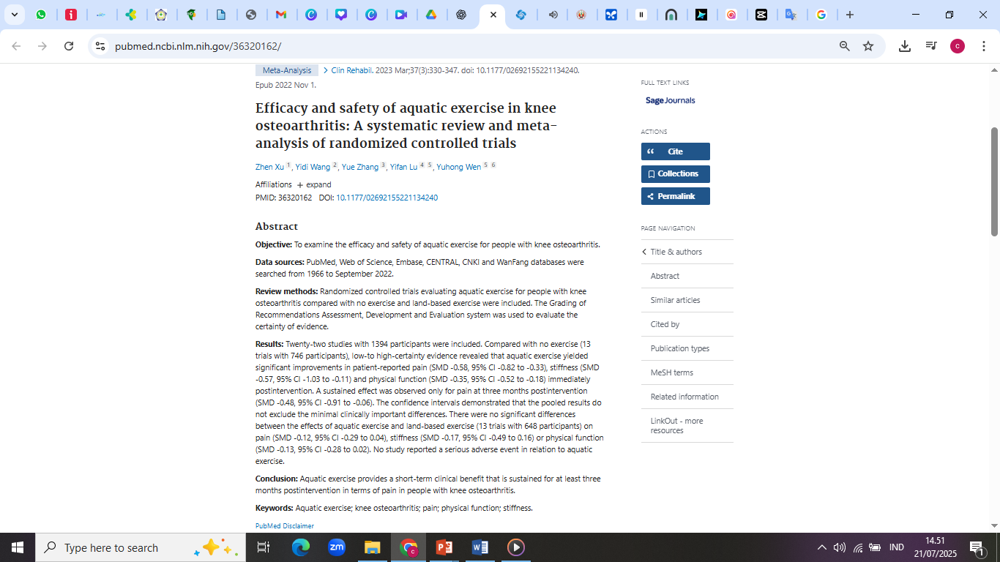 pubmed.ncbi.nlm.nih.gov/36320162/
Meta-Analysis > Clin Rehabil. 2023 Mar;37(3):330-347. doi: 10.1177/02692155221134240.
Epub 2022 Nov 1.
Efficacy and safety of aquatic exercise in knee
osteoarthritis: A systematic review and meta-
analysis of randomized controlled trials
Zhen Xu 1, Yidi Wang 2, Yue Zhang 3, Yifan Lu 4 5, Yuhong Wen 5 6
Affiliations + expand
PMID: 36320162 DOI: 10.1177/02692155221134240
Abstract
Objective: To examine the efficacy and safety of aquatic exercise for people with knee osteoarthritis.
Data sources: PubMed, Web of Science, Embase, CENTRAL, CNKI and WanFang databases were
searched from 1966 to September 2022.
Review methods: Randomized controlled trials evaluating aquatic exercise for people with knee
osteoarthritis compared with no exercise and land-based exercise were included. The Grading of
Recommendations Assessment, Development and Evaluation system was used to evaluate the
certainty of evidence.
Results: Twenty-two studies with 1394 participants were included. Compared with no exercise (13
trials with 746 participants), low-to high-certainty evidence revealed that aquatic exercise yielded
significant improvements in patient-reported pain (SMD -0.58, 95% CI -0.82 to -0.33), stiffness (SMD
-0.57, 95% CI -1.03 to -0.11) and physical function (SMD -0.35, 95% CI -0.52 to -0.18) immediately
postintervention. A sustained effect was observed only for pain at three months postintervention
(SMD -0.48, 95% CI -0.91 to -0.06). The confidence intervals demonstrated that the pooled results do
not exclude the minimal clinically important differences. There were no significant differences
between the effects of aquatic exercise and land-based exercise (13 trials with 648 participants) on
pain (SMD -0.12, 95% CI -0.29 to 0.04), stiffness (SMD -0.17, 95% CI -0.49 to 0.16) or physical function
(SMD -0.13, 95% CI -0.28 to 0.02). No study reported a serious adverse event in relation to aquatic
exercise.
Conclusion: Aquatic exercise provides a short-term clinical benefit that is sustained for at least three
months postintervention in terms of pain in people with knee osteoarthritis.
Keywords: Aquatic exercise; knee osteoarthritis; pain; physical function; stiffness.
PubMed Disclaimer
FULL TEXT LINKS
Sage Journals
ACTIONS
Cite
Collections
Permalink
PAGE NAVIGATION
Title & authors
Abstract
Similar articles
Cited by
Publication types
MeSH terms
Related information
LinkOut - more
resources
Type here to search
zm
IND
14.51
21/07/2025
1